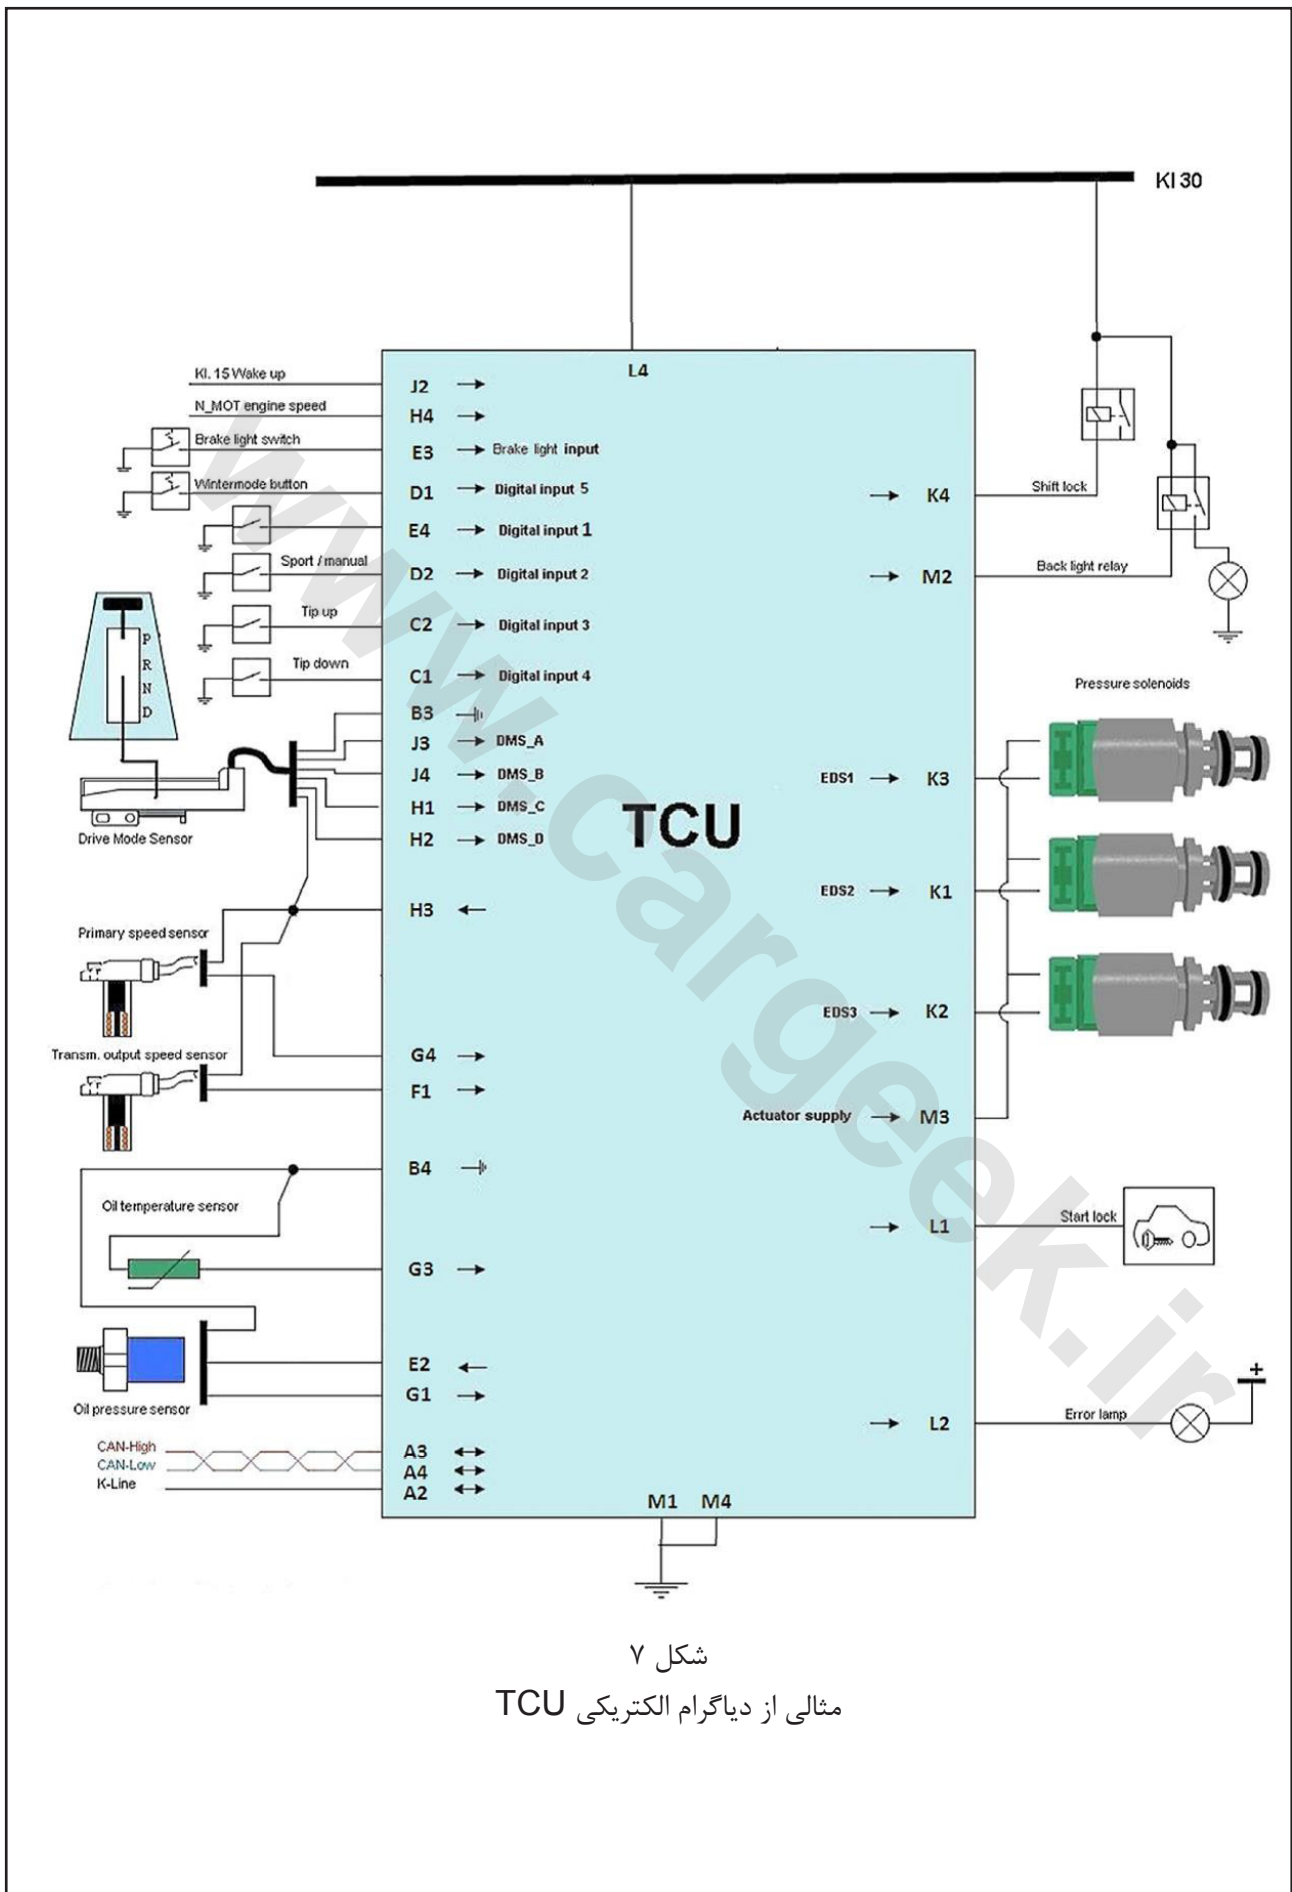 Kl 30
L4
Kl. 15 Wake up
J2
N_MOT engine speed
H4
Brake light switch
E3
Brake light input
Wintermode button
D1
Digital input 5
E4
Digital input 1
Sport / manual
D2
Digital input 2
Tip up
C2
Digital input 3
Tip down
C1
Digital input 4
P
R
N
D
B3
J3
DMS_A
J4
DMS_B
H1
DMS_C
H2
DMS_D
Drive Mode Sensor
H3
Primary speed sensor
G4
Transm. output speed sensor
F1
B4
Oil temperature sensor
G3
E2
G1
Oil pressure sensor
CAN-High
A3
CAN-Low
A4
K-Line
A2
TCU
K4
Shift lock
M2
Back light relay
Pressure solenoids
EDS1
K3
EDS2
K1
EDS3
K2
Actuator supply
M3
L1
Start lock
L2
Error lamp
+
M1 M4
www.cargeek.ir
شکل ۷
مثالی از دیاگرام الکتریکی TCU